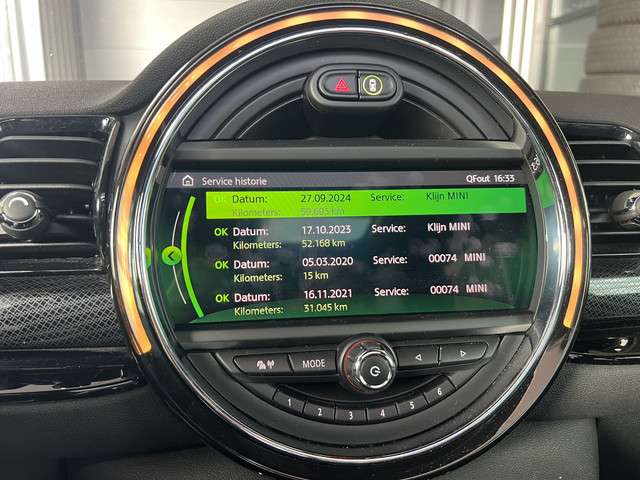 Service historie QFout 16:33
OK Datum: 27.09.2024 Service: Klijn MINI
Kilometers: 59.693 km
OK Datum: 17.10.2023 Service: Klijn MINI
Kilometers: 52.168 km
OK Datum: 05.03.2020 Service: 00074 MINI
Kilometers: 15 km
OK Datum: 16.11.2021 Service: 00074 MINI
Kilometers: 31.045 km
MODE
1 2 3 4 5 6